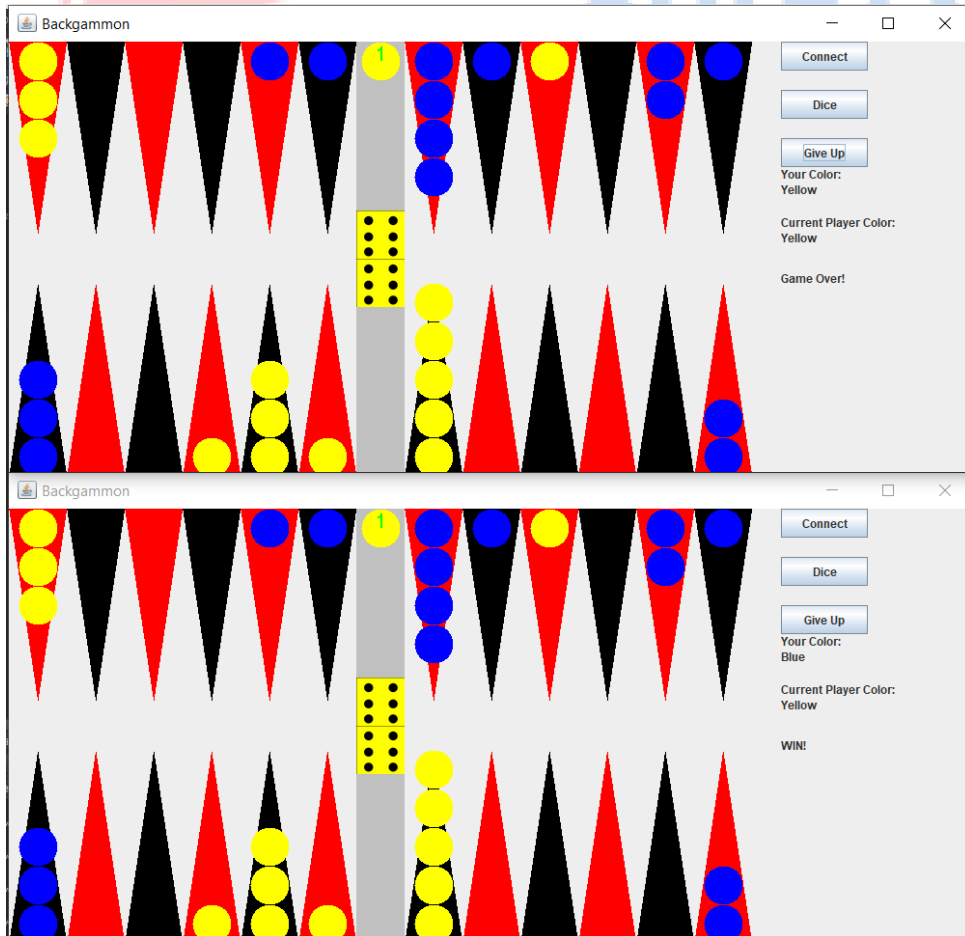 Backgammon
1
Connect
Dice
Give Up
Your Color:
Yellow
Current Player Color:
Yellow
Game Over!
Backgammon
1
Connect
Dice
Give Up
Your Color:
Blue
Current Player Color:
Yellow
WIN!